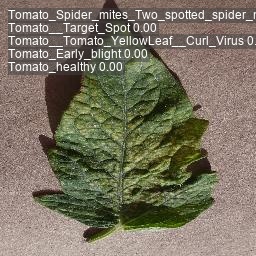 Tomato_Spider_mites_Two_spotted_spider_
Tomato__Target_Spot 0.00
Tomato__Tomato_YellowLeaf__Curl_Virus 0.
Tomato_Early_blight 0.00
Tomato_healthy 0.00